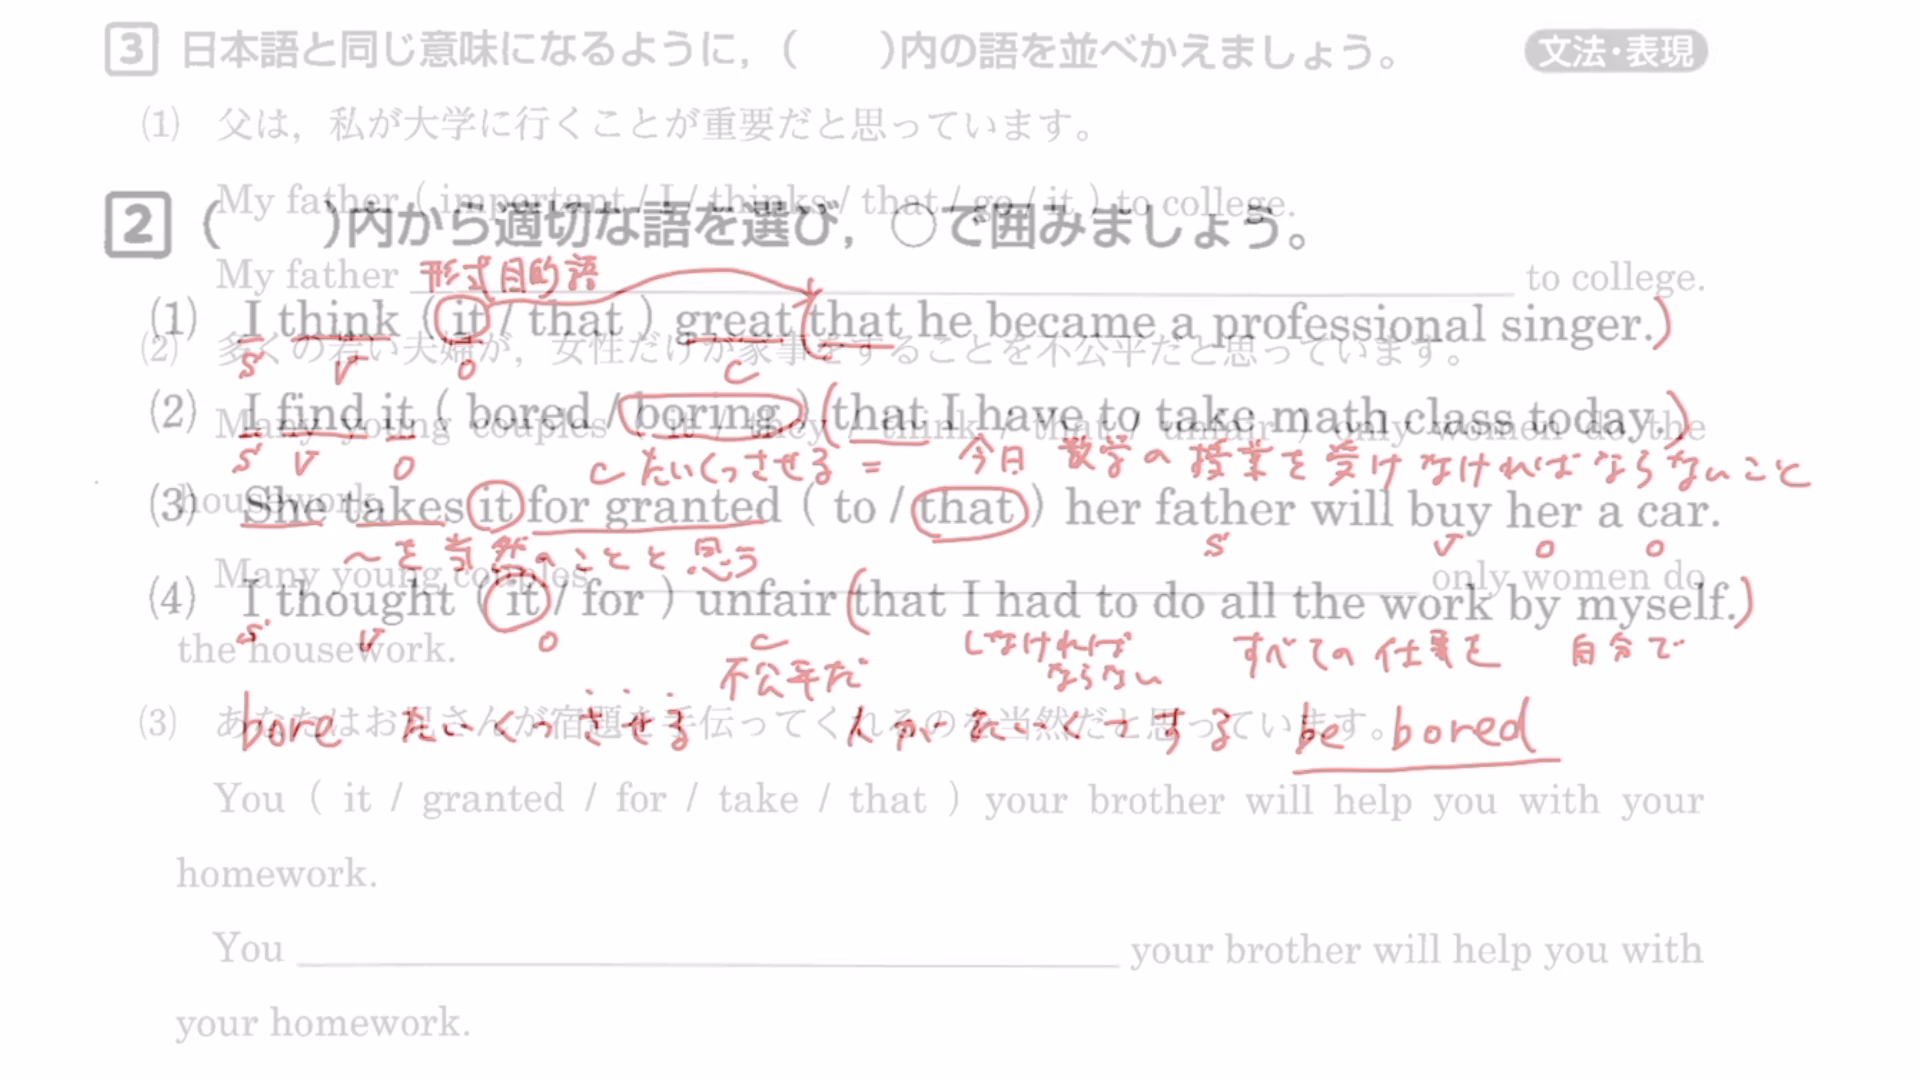 3 日本語と同じ意味になるように，（　　）内の語を並べかえましょう。 文法・表現
(1) 父は，私が大学に行くことが重要だと思っています。
My father ( important / I / thinks / that / go / it ) to college.
2 （　　）内から適切な語を選び，○で囲みましょう。
My father 形式目的語 to college.
(1) I think ( it / that ) great (that he became a professional singer.)
S V O C
(2) 多くの若い夫婦が，女性だけが家事をすることを不公平だと思っています。
(2) I find it ( bored / boring ) (that I have to take math class today.)
Many young couples ( it / they / think / that / unfair ) only women do the
S V O C たいくつさせる = 今日 数学の授業を受けなければならないこと
housework.
(3) She takes it for granted ( to / that ) her father will buy her a car.
S V O O
〜を当然のことと思う
Many young couples only women do
(4) I thought ( it / for ) unfair (that I had to do all the work by myself.)
S V O C 不公平だ しなければならない すべての仕事を 自分で
the housework.
(3) あなたはお兄さんが宿題を手伝ってくれるのを当然だと思っています。
bore たいくつさせる 人がたいくつする be bored
You ( it / granted / for / take / that ) your brother will help you with your
homework.
You your brother will help you with
your homework.